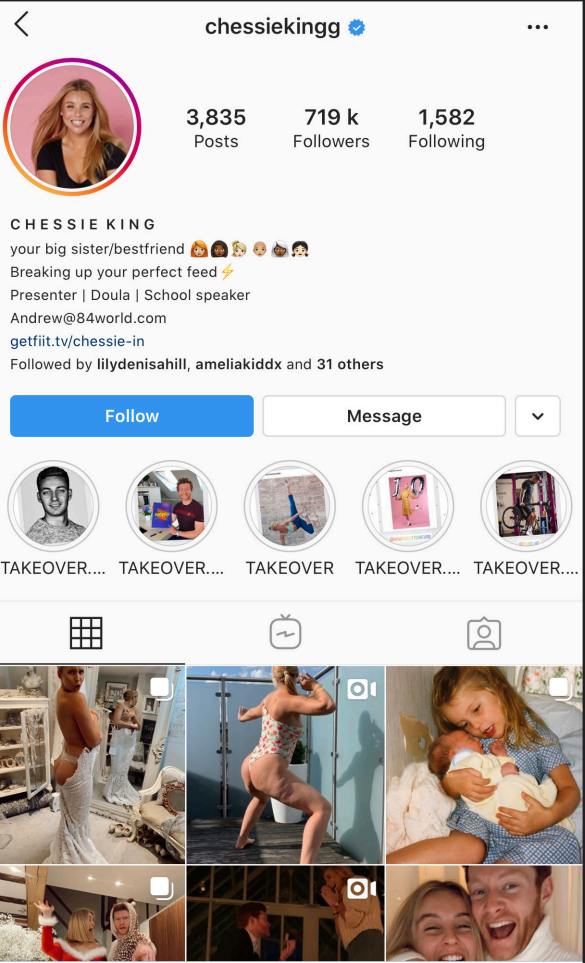 chessiekingg
3,835
Posts
719 k
Followers
1,582
Following
CHESSIE KING
your big sister/bestfriend
Breaking up your perfect feed⚡
Presenter | Doula | School speaker
Andrew@84world.com
getfiit.tv/chessie-in
Followed by lilydenisahill, ameliakiddx and 31 others
Follow
Message
TAKEOVER....
TAKEOVER....
TAKEOVER
TAKEOVER....
TAKEOVER....